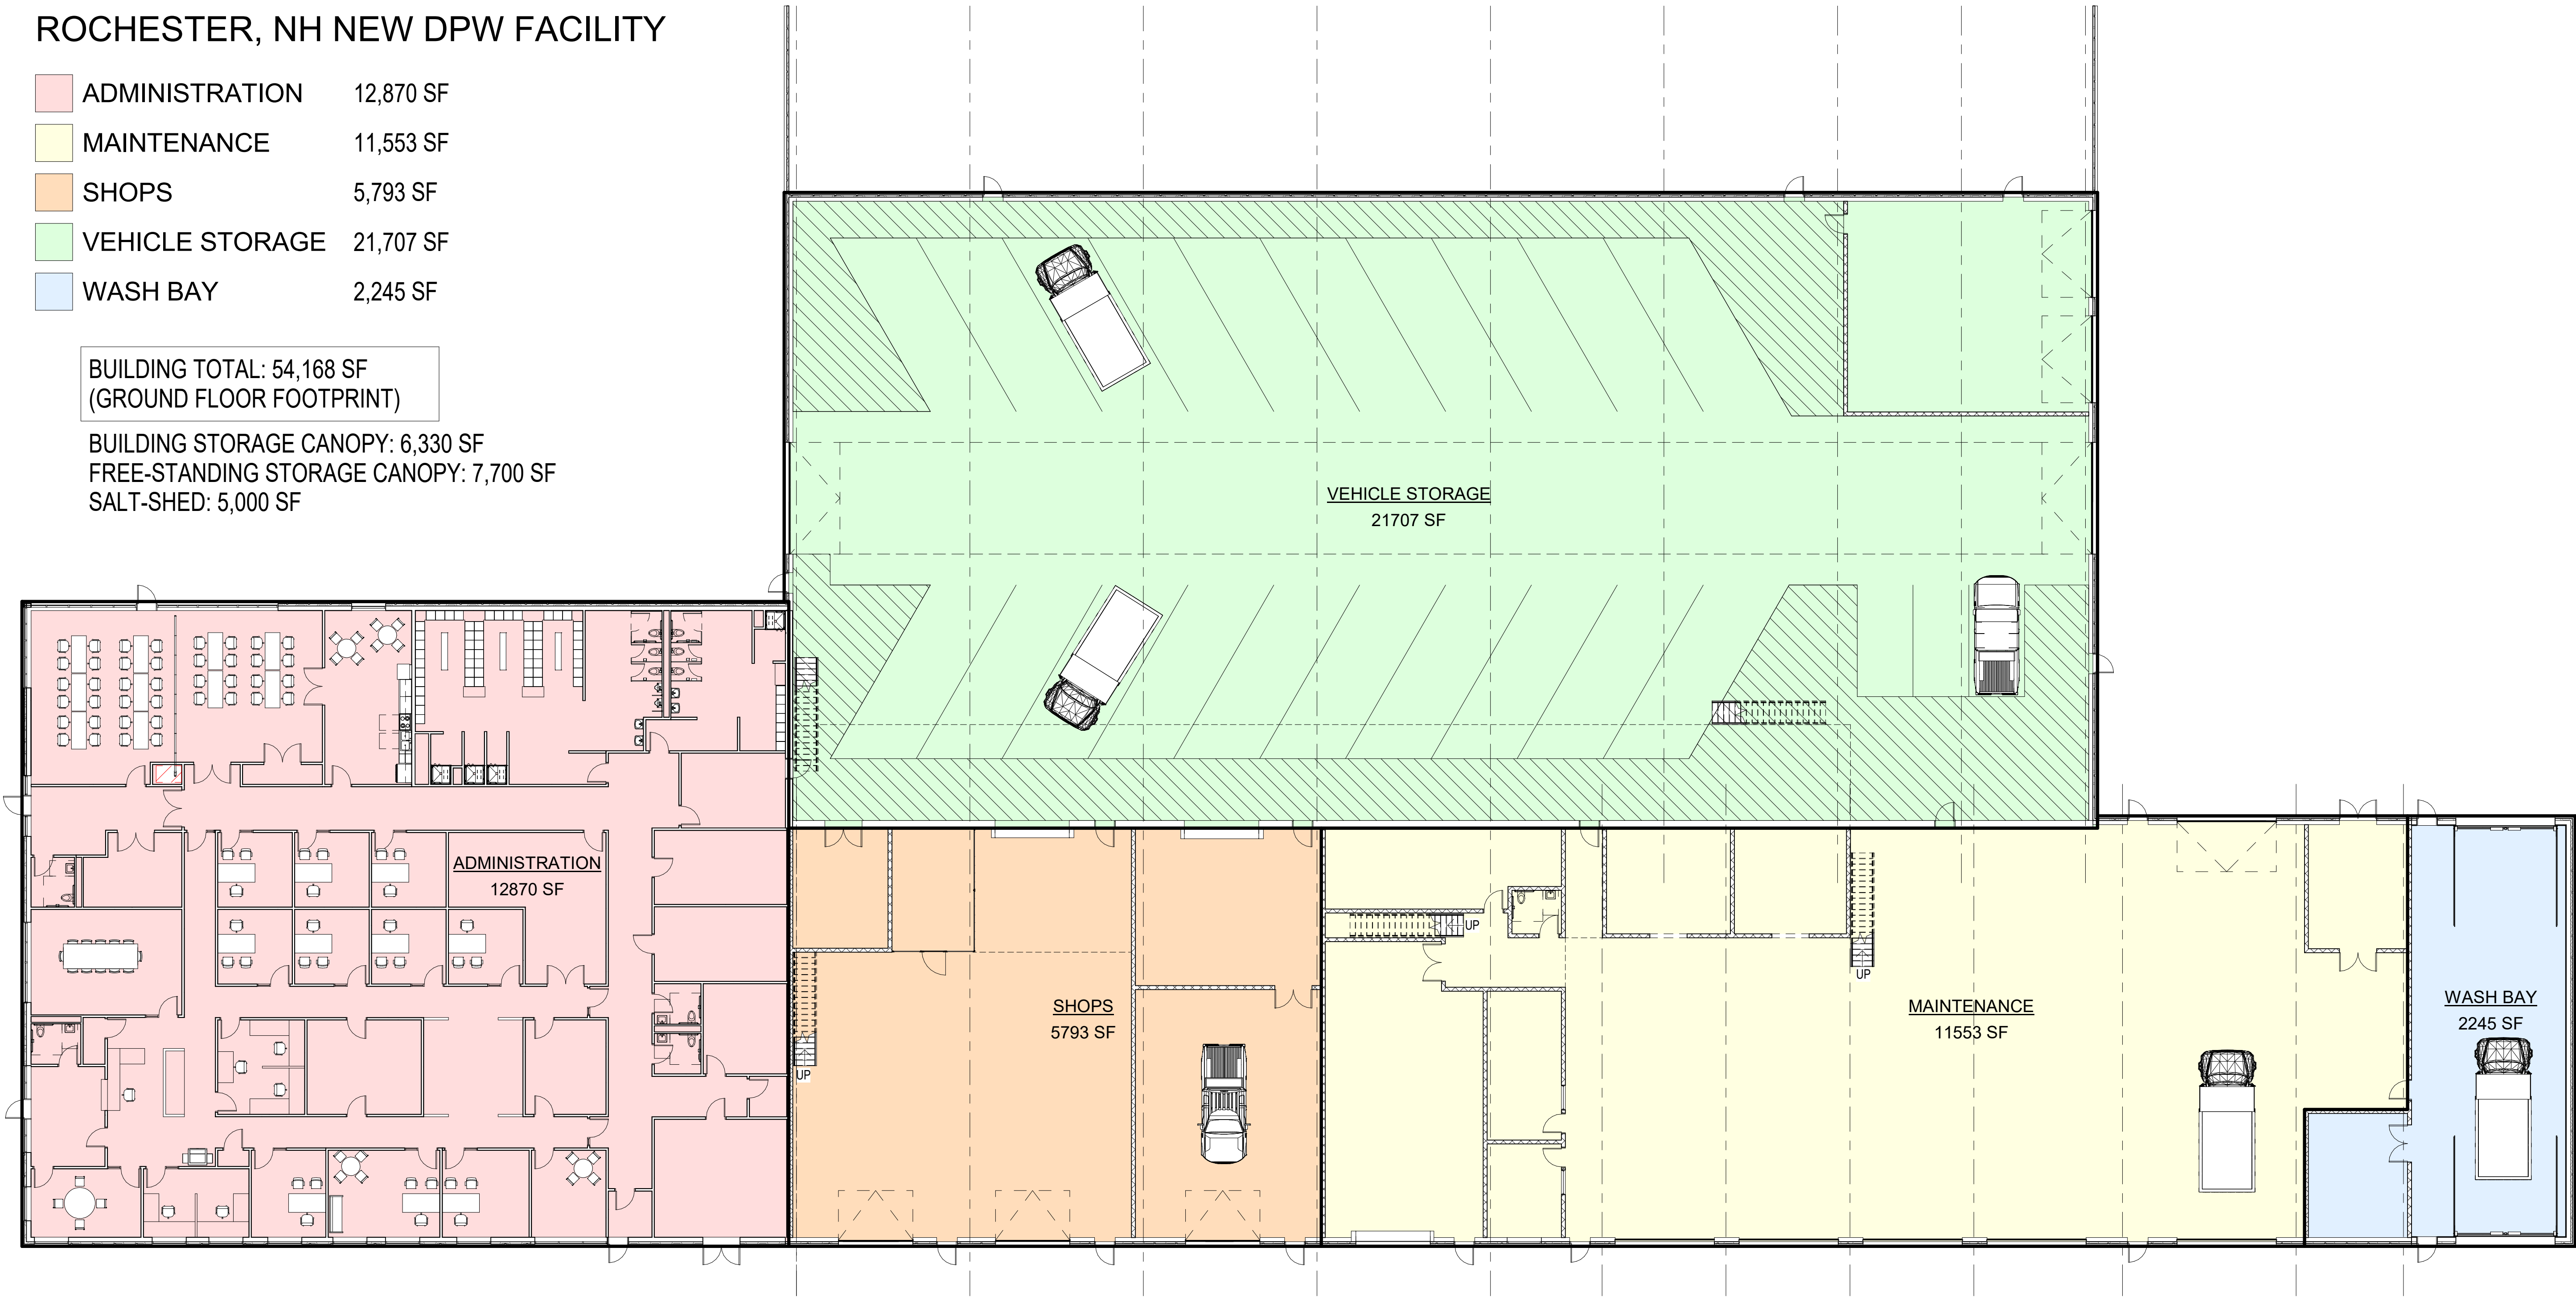 ROCHESTER, NH NEW DPW FACILITY
ADMINISTRATION 12,870 SF
MAINTENANCE 11,553 SF
SHOPS 5,793 SF
VEHICLE STORAGE 21,707 SF
WASH BAY 2,245 SF
BUILDING TOTAL: 54,168 SF
(GROUND FLOOR FOOTPRINT)
BUILDING STORAGE CANOPY: 6,330 SF
FREE-STANDING STORAGE CANOPY: 7,700 SF
SALT-SHED: 5,000 SF
VEHICLE STORAGE
21707 SF
ADMINISTRATION
12870 SF
SHOPS
5793 SF
UP
UP
UP
MAINTENANCE
11553 SF
WASH BAY
2245 SF